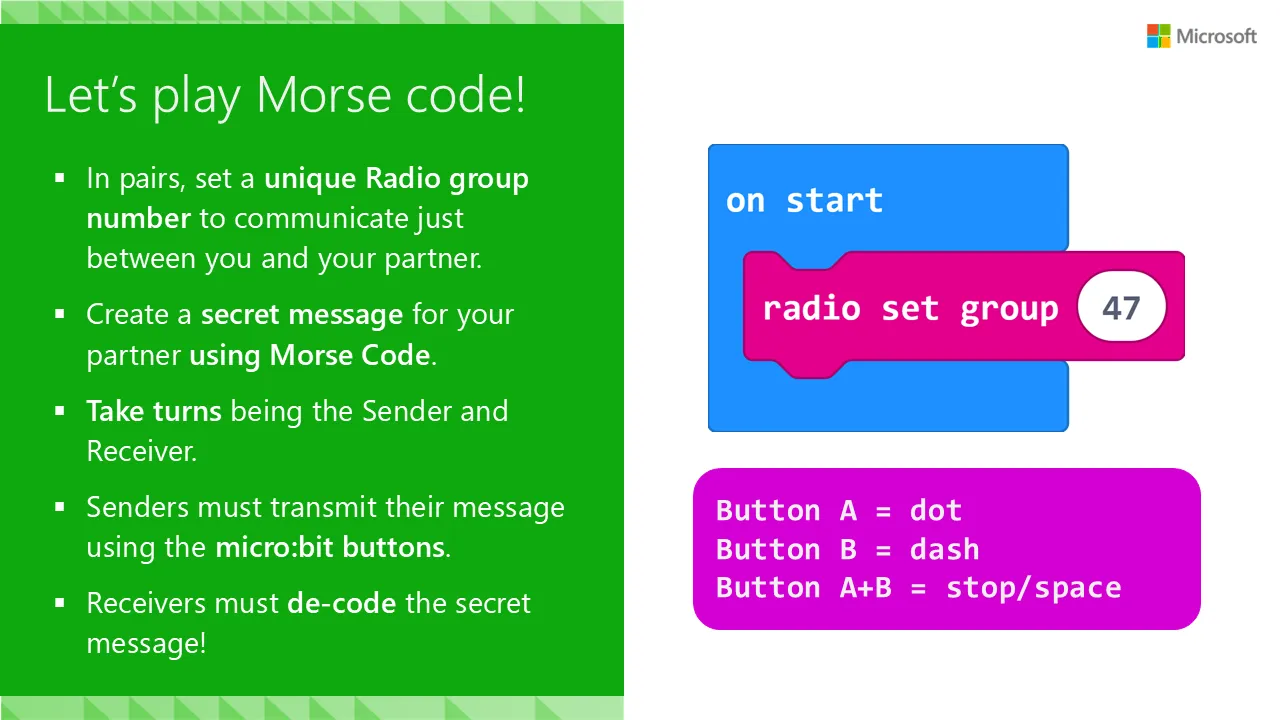 Let’s play Morse code!
▪ In pairs, set a unique Radio group
number to communicate just
between you and your partner.
▪ Create a secret message for your
partner using Morse Code.
▪ Take turns being the Sender and
Receiver.
▪ Senders must transmit their message
using the micro:bit buttons.
▪ Receivers must de-code the secret
message!
Microsoft
on start
radio set group 47
Button A = dot
Button B = dash
Button A+B = stop/space